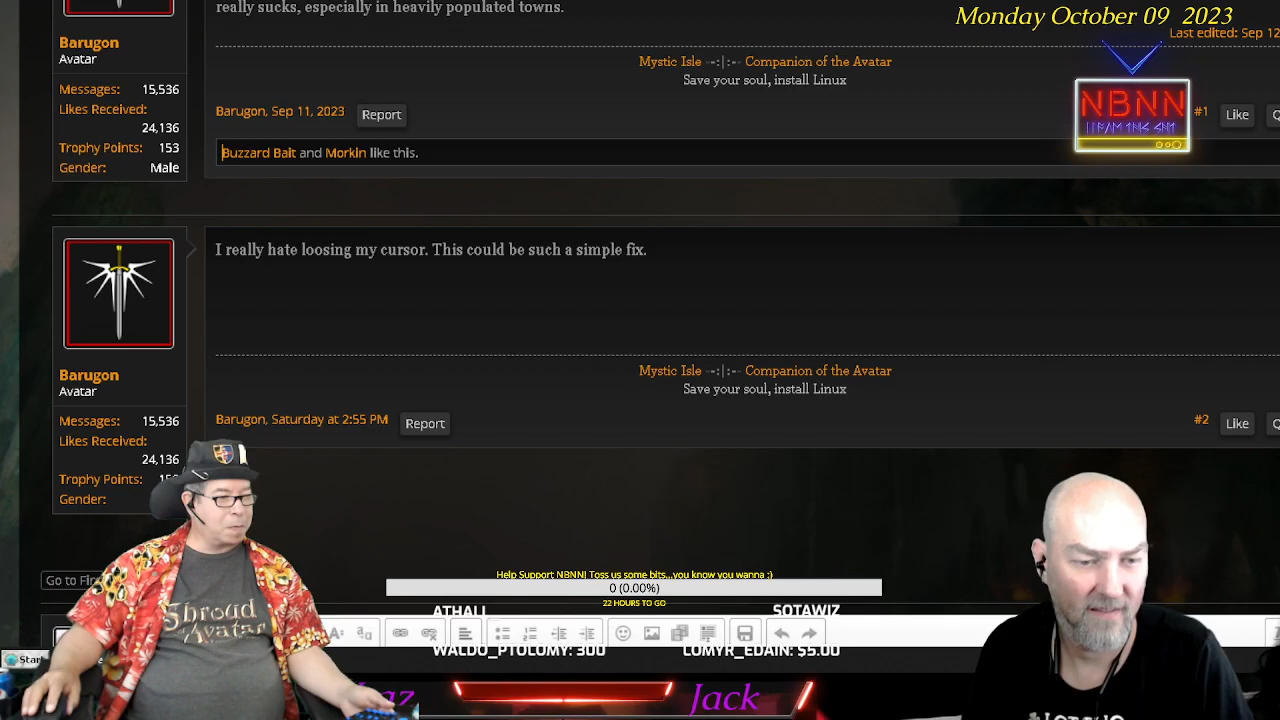 really sucks, especially in heavily populated towns.
Monday October 09 2023
Last edited: Sep 12
Barugon
Avatar
Messages: 15,536
Likes Received:
24,136
Trophy Points: 153
Gender: Male
Mystic Isle --:|:-- Companion of the Avatar
Save your soul, install Linux
Barugon, Sep 11, 2023 Report
#1 Like
NBNN
Buzzard Bait and Morkin like this.
I really hate loosing my cursor. This could be such a simple fix.
Barugon
Avatar
Messages: 15,536
Likes Received:
24,136
Trophy Points:
Gender:
Mystic Isle --:|:-- Companion of the Avatar
Save your soul, install Linux
Barugon, Saturday at 2:55 PM Report
#2 Like
Go to
Help Support NBNN! Toss us some bits...you know you wanna :)
0 (0.00%)
22 HOURS TO GO
ATHALI SOTAWIZ
WALDO_PTOLOMY: 300 LOMYR_EDAIN: $5.00
Shroud
Avatar
Start
Jack